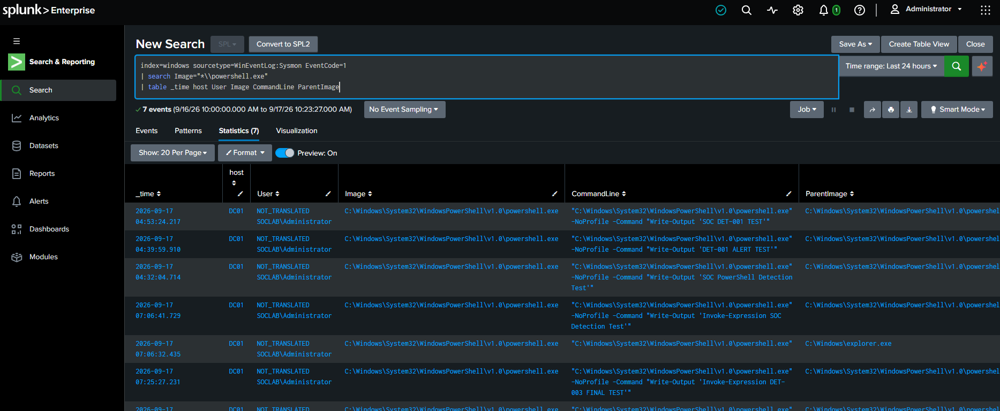 splunk> Enterprise
1
Administrator
Search & Reporting
Search
Analytics
Datasets
Reports
Alerts
Dashboards
Modules
New Search
SPL
Convert to SPL2
Save As
Create Table View
Close
index=windows sourcetype=WinEventLog:Sysmon EventCode=1
| search Image="*\\powershell.exe"
| table _time host User Image CommandLine ParentImage
Time range: Last 24 hours
7 events (9/16/26 10:00:00.000 AM to 9/17/26 10:23:27.000 AM)
No Event Sampling
Job
Smart Mode
Events
Patterns
Statistics (7)
Visualization
Show: 20 Per Page
Format
Preview: On
_time
host
User
Image
CommandLine
ParentImage
2026-09-17
04:53:24.217
DC01
NOT_TRANSLATED
SOCLAB\Administrator
C:\Windows\System32\WindowsPowerShell\v1.0\powershell.exe
"C:\Windows\System32\WindowsPowerShell\v1.0\powershell.exe"
-NoProfile -Command "Write-Output 'SOC DET-001 TEST'"
C:\Windows\System32\WindowsPowerShell\v1.0\powershel
2026-09-17
04:39:59.910
DC01
NOT_TRANSLATED
SOCLAB\Administrator
C:\Windows\System32\WindowsPowerShell\v1.0\powershell.exe
"C:\Windows\System32\WindowsPowerShell\v1.0\powershell.exe"
-NoProfile -Command "Write-Output 'DET-001 ALERT TEST'"
C:\Windows\System32\WindowsPowerShell\v1.0\powershel
2026-09-17
04:32:04.714
DC01
NOT_TRANSLATED
SOCLAB\Administrator
C:\Windows\System32\WindowsPowerShell\v1.0\powershell.exe
"C:\Windows\System32\WindowsPowerShell\v1.0\powershell.exe"
-NoProfile -Command "Write-Output 'SOC PowerShell Detection
Test'"
C:\Windows\System32\WindowsPowerShell\v1.0\powershel
2026-09-17
07:06:41.729
DC01
NOT_TRANSLATED
SOCLAB\Administrator
C:\Windows\System32\WindowsPowerShell\v1.0\powershell.exe
"C:\Windows\System32\WindowsPowerShell\v1.0\powershell.exe"
-NoProfile -Command "Write-Output 'Invoke-Expression SOC
Detection Test'"
C:\Windows\System32\WindowsPowerShell\v1.0\powershel
2026-09-17
07:06:32.435
DC01
NOT_TRANSLATED
SOCLAB\Administrator
C:\Windows\System32\WindowsPowerShell\v1.0\powershell.exe
"C:\Windows\System32\WindowsPowerShell\v1.0\powershell.exe"
C:\Windows\explorer.exe
2026-09-17
07:25:27.231
DC01
NOT_TRANSLATED
SOCLAB\Administrator
C:\Windows\System32\WindowsPowerShell\v1.0\powershell.exe
"C:\Windows\System32\WindowsPowerShell\v1.0\powershell.exe"
-NoProfile -Command "Write-Output 'Invoke-Expression DET-
003 FINAL TEST'"
C:\Windows\System32\WindowsPowerShell\v1.0\powershel
2026-09-17
DC01
NOT_TRANSLATED
C:\Windows\System32\WindowsPowerShell\v1.0\powershell.exe
"C:\Windows\System32\WindowsPowerShell\v1.0\powershell.exe"
C:\Windows\System32\WindowsPowerShell\v1.0\powershel